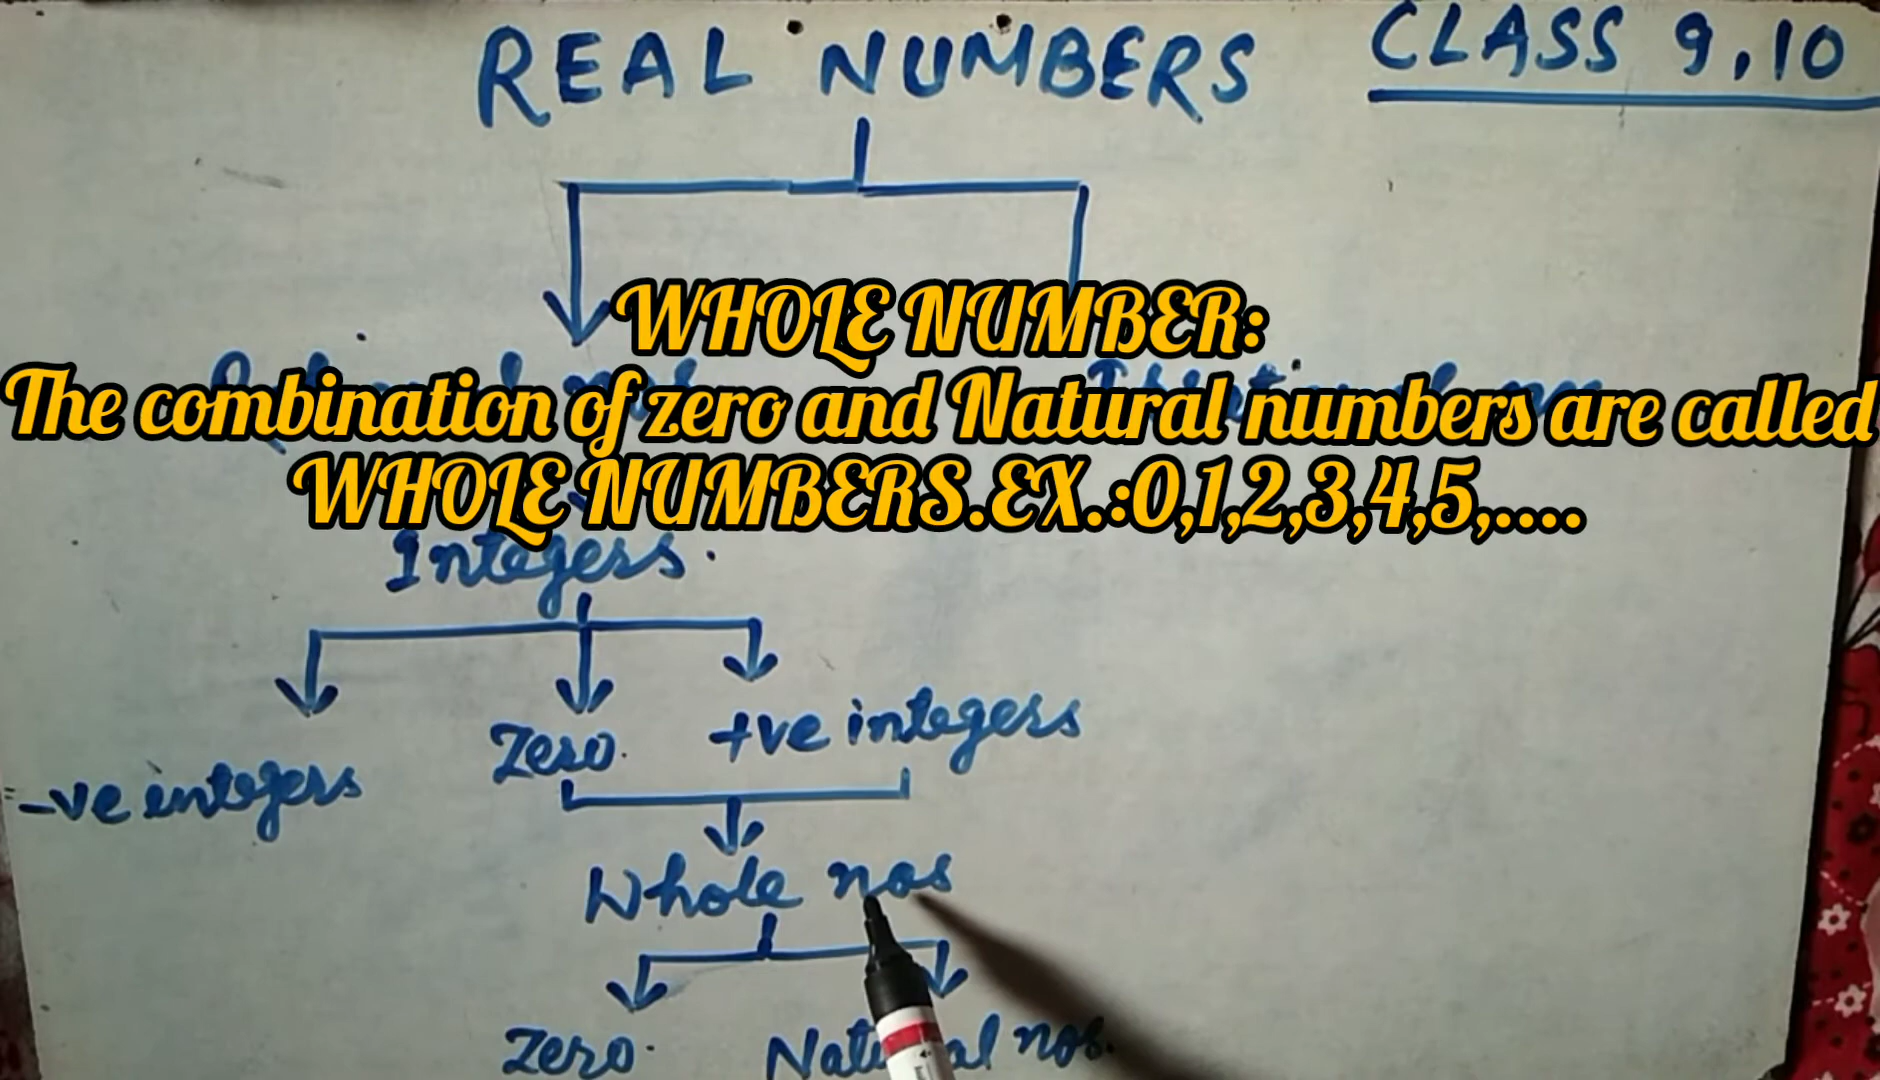 REAL NUMBERS
CLASS 9,10
WHOLE NUMBER:
The combination of zero and Natural numbers are called
WHOLE NUMBERS.EX.:0,1,2,3,4,5,....
Integers.
-ve integers
Zero.
+ve integers
Whole nos
Zero.
nos.